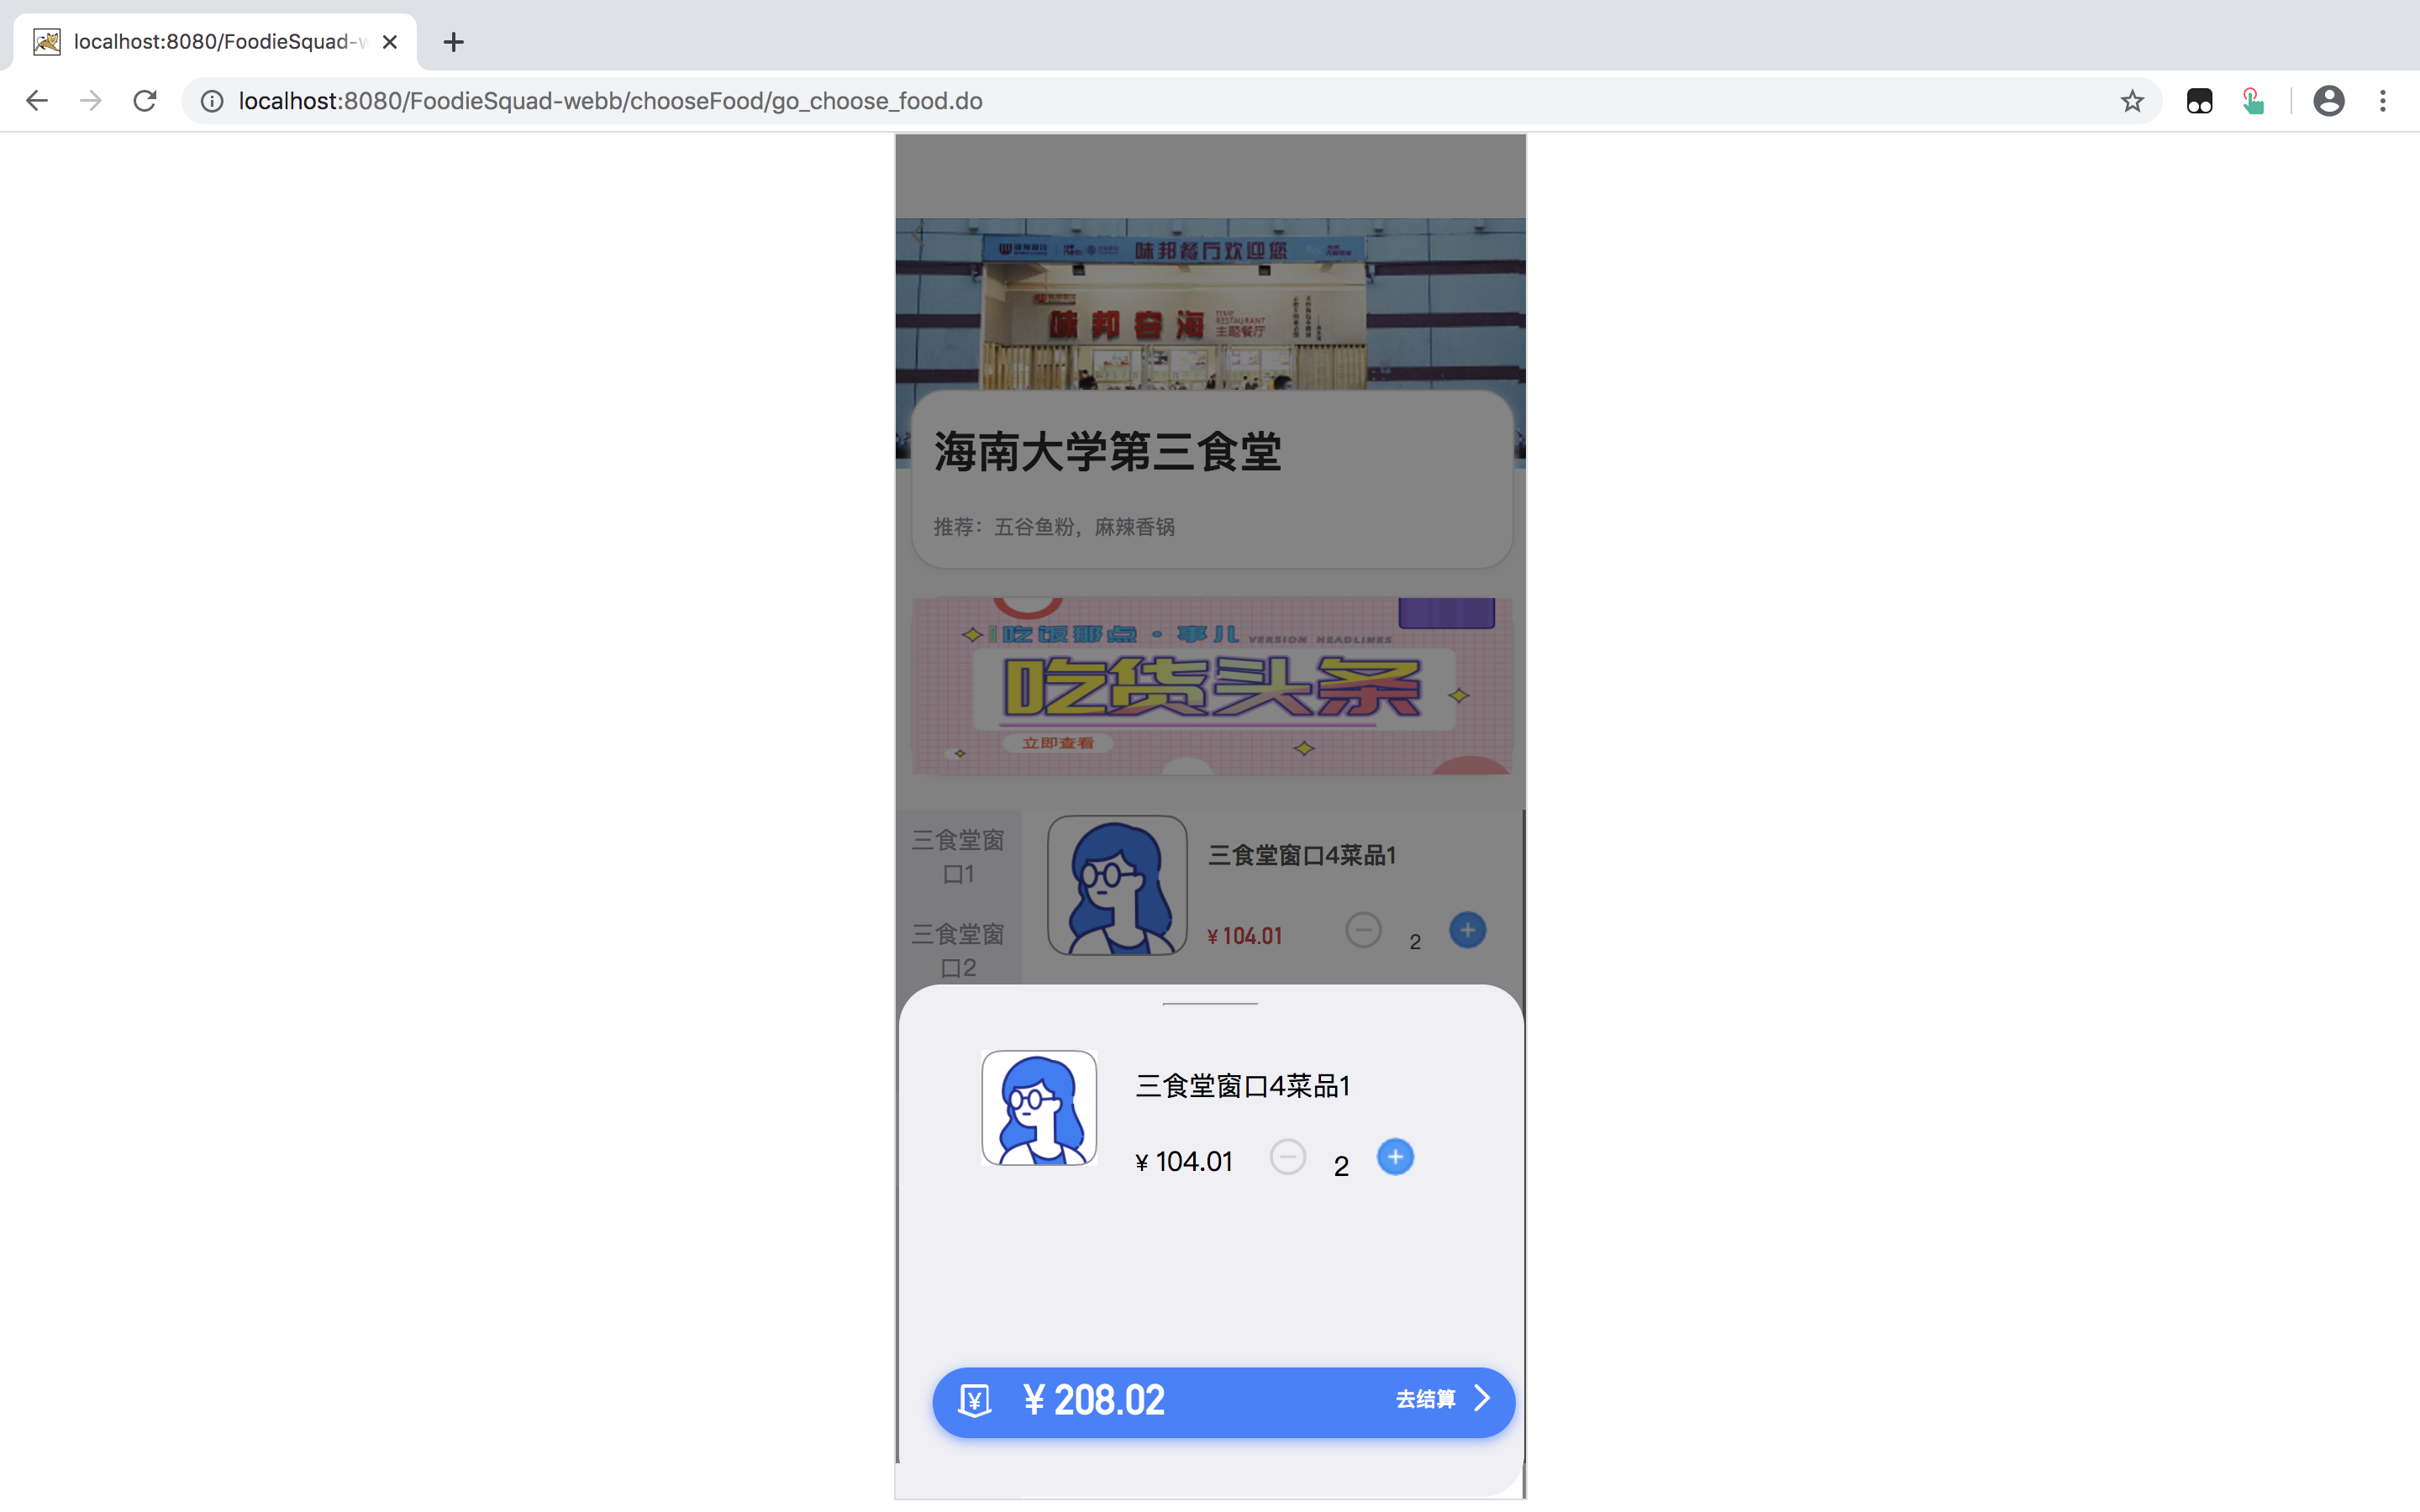 localhost:8080/FoodieSquad-w
localhost:8080/FoodieSquad-webb/chooseFood/go_choose_food.do
味邦餐厅欢迎您
味邦容海
RESTAURANT
主题餐厅
海南大学第三食堂
推荐：五谷鱼粉，麻辣香锅
吃饭那点·事儿 VERSION HEADLINES
吃货头条
立即查看
三食堂窗
口1
三食堂窗
口2
三食堂窗口4菜品1
¥ 104.01
2
三食堂窗口4菜品1
¥ 104.01
2
¥ 208.02
去结算